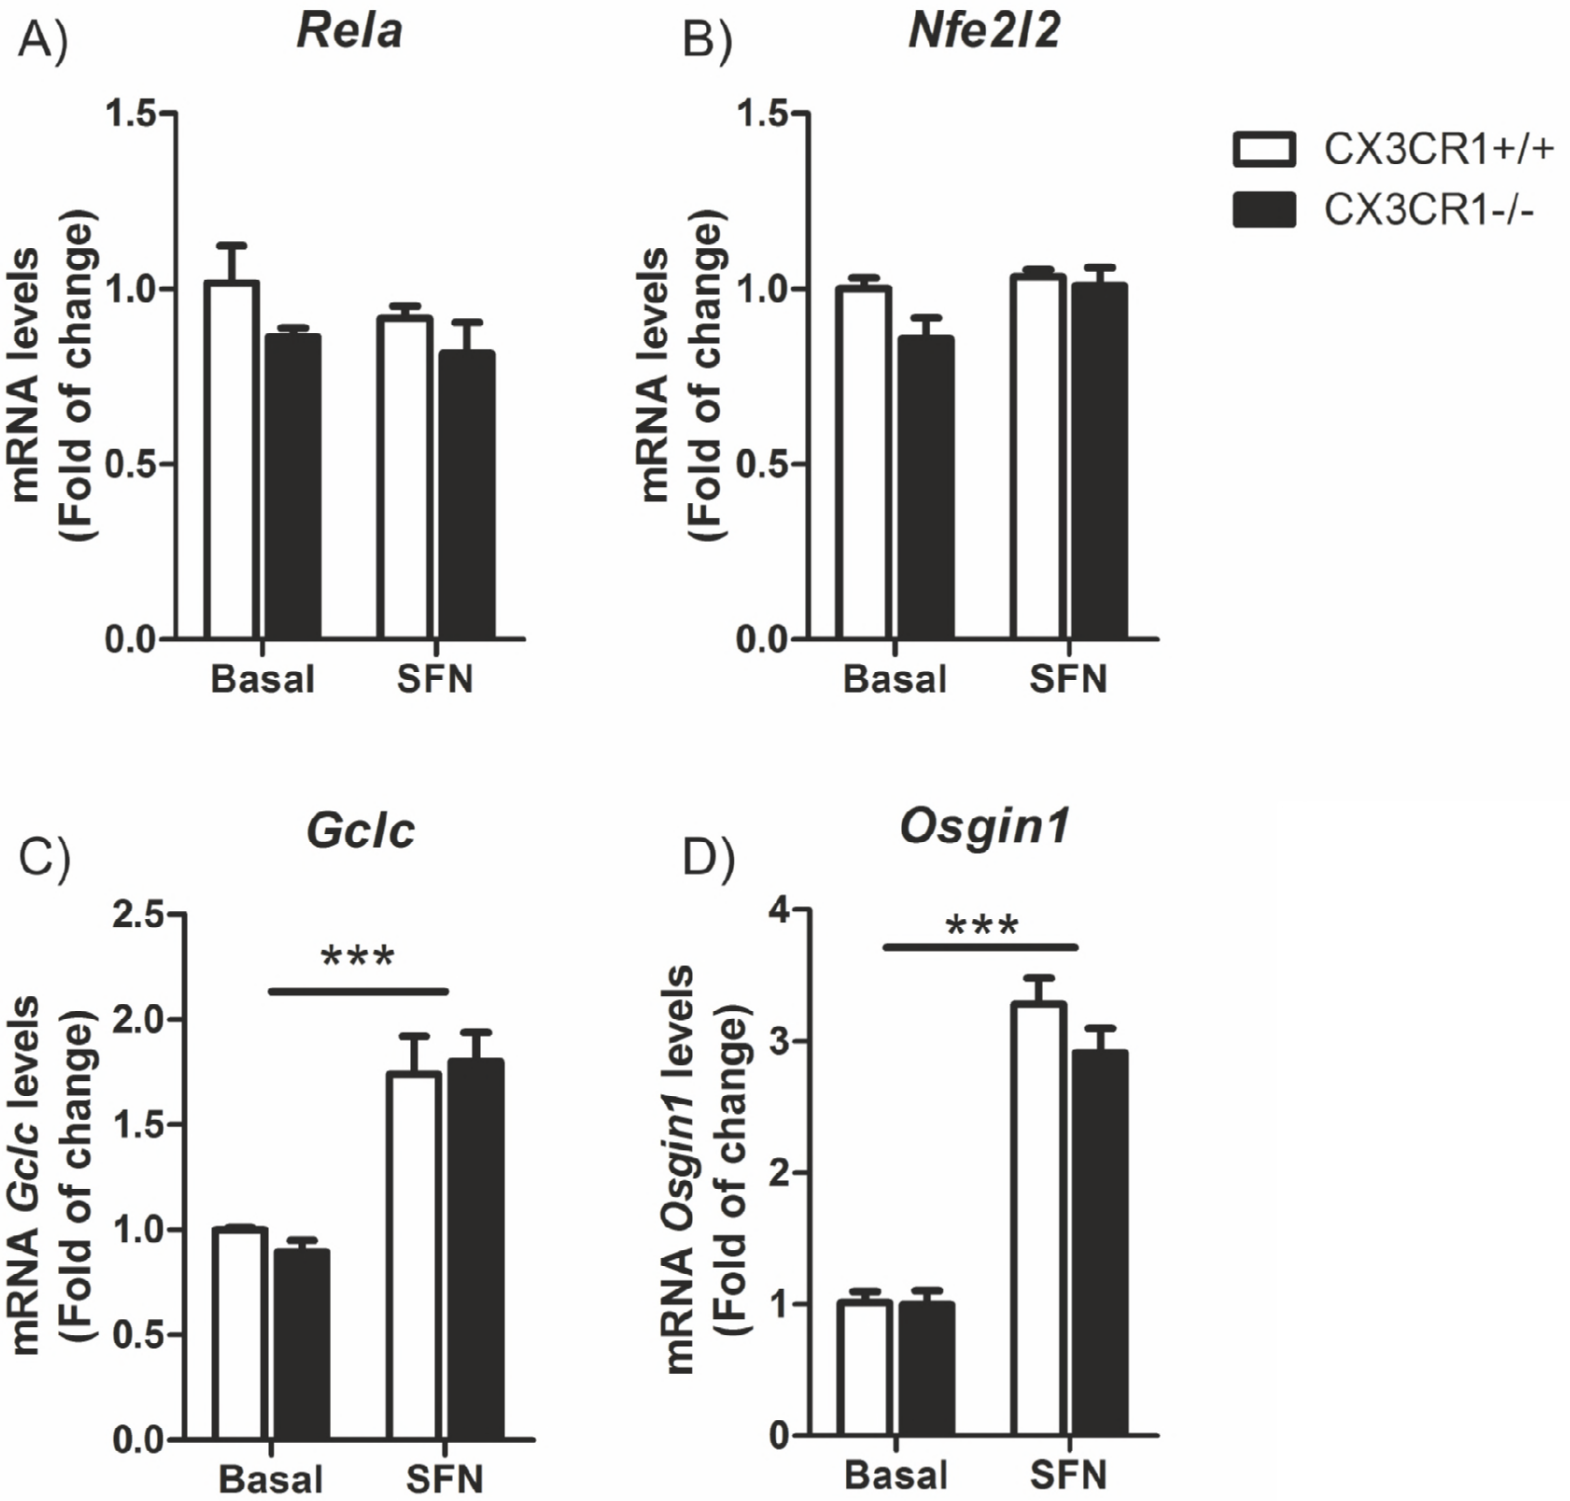 A)
Rela
1.5
1.0
0.5
0.0
mRNA levels
(Fold of change)
Basal
SFN
B)
Nfe2l2
1.5
1.0
0.5
0.0
mRNA levels
(Fold of change)
Basal
SFN
CX3CR1+/+
CX3CR1-/-
C)
Gclc
2.5
2.0
1.5
1.0
0.5
0.0
mRNA Gclc levels
(Fold of change)
***
Basal
SFN
D)
Osgin1
4
3
2
1
0
mRNA Osgin1 levels
(Fold of change)
***
Basal
SFN